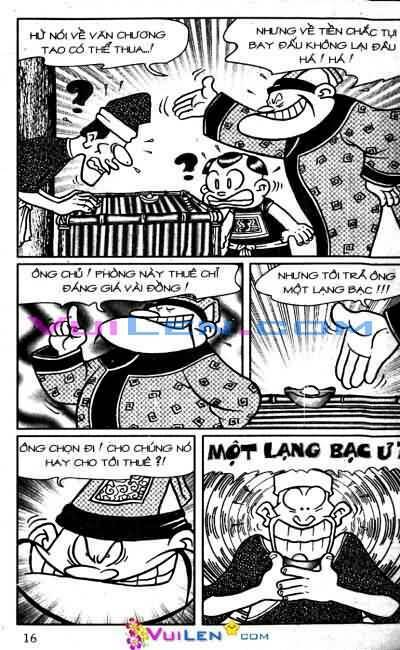 HỨ NÓI VỀ VĂN CHƯƠNG
TAO CÓ THỂ THUA...!
NHƯNG VỀ TIỀN CHẮC TỤI
BAY ĐẤU KHÔNG LẠI ĐÂU
HÁ! HÁ!
?
?
ÔNG CHỦ! PHÒNG NÀY THUÊ CHỈ
ĐÁNG GIÁ VÀI ĐỒNG!
NHƯNG TÔI TRẢ ÔNG
MỘT LẠNG BẠC!!!
VUILEN.COM
ÔNG CHỌN ĐI! CHO CHÚNG NÓ
HAY CHO TÔI THUÊ?!
MỘT LẠNG BẠC Ư?
16
VUILEN.COM